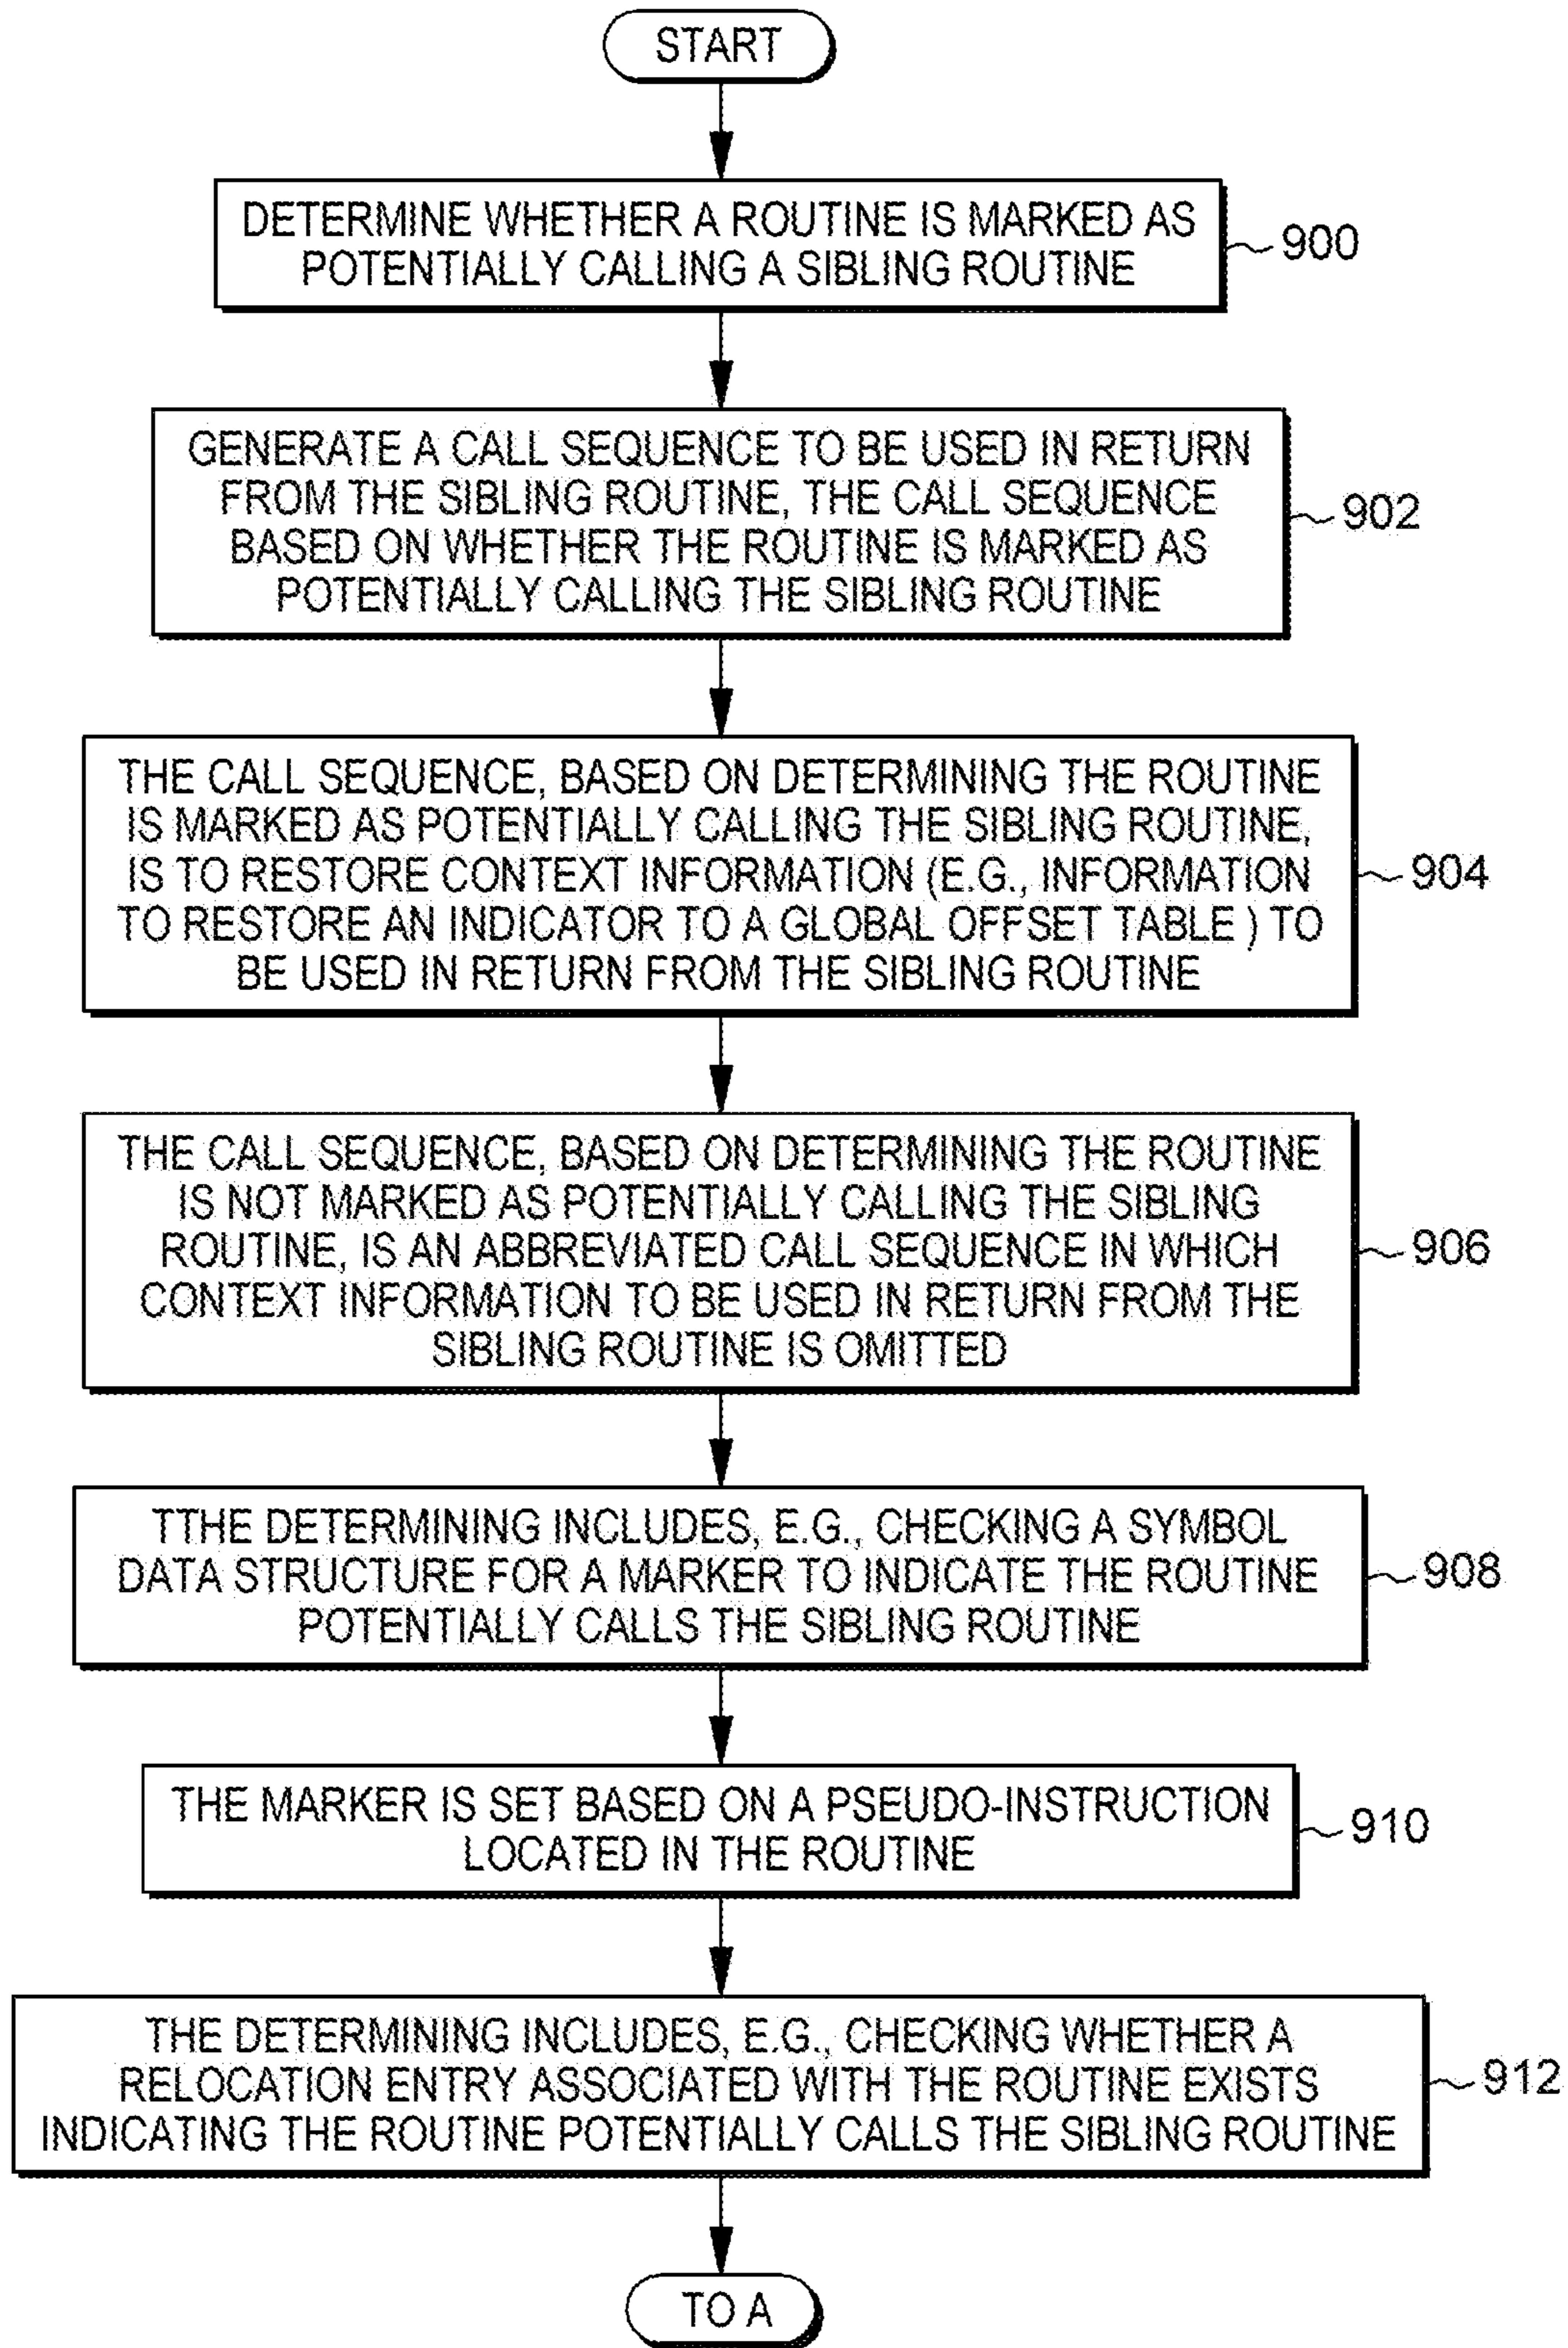 START
DETERMINE WHETHER A ROUTINE IS MARKED AS
POTENTIALLY CALLING A SIBLING ROUTINE
900
GENERATE A CALL SEQUENCE TO BE USED IN RETURN
FROM THE SIBLING ROUTINE, THE CALL SEQUENCE
BASED ON WHETHER THE ROUTINE IS MARKED AS
POTENTIALLY CALLING THE SIBLING ROUTINE
902
THE CALL SEQUENCE, BASED ON DETERMINING THE ROUTINE
IS MARKED AS POTENTIALLY CALLING THE SIBLING ROUTINE,
IS TO RESTORE CONTEXT INFORMATION (E.G., INFORMATION
TO RESTORE AN INDICATOR TO A GLOBAL OFFSET TABLE ) TO
BE USED IN RETURN FROM THE SIBLING ROUTINE
904
THE CALL SEQUENCE, BASED ON DETERMINING THE ROUTINE
IS NOT MARKED AS POTENTIALLY CALLING THE SIBLING
ROUTINE, IS AN ABBREVIATED CALL SEQUENCE IN WHICH
CONTEXT INFORMATION TO BE USED IN RETURN FROM THE
SIBLING ROUTINE IS OMITTED
906
TTHE DETERMINING INCLUDES, E.G., CHECKING A SYMBOL
DATA STRUCTURE FOR A MARKER TO INDICATE THE ROUTINE
POTENTIALLY CALLS THE SIBLING ROUTINE
908
THE MARKER IS SET BASED ON A PSEUDO-INSTRUCTION
LOCATED IN THE ROUTINE
910
THE DETERMINING INCLUDES, E.G., CHECKING WHETHER A
RELOCATION ENTRY ASSOCIATED WITH THE ROUTINE EXISTS
INDICATING THE ROUTINE POTENTIALLY CALLS THE SIBLING ROUTINE
912
TO A